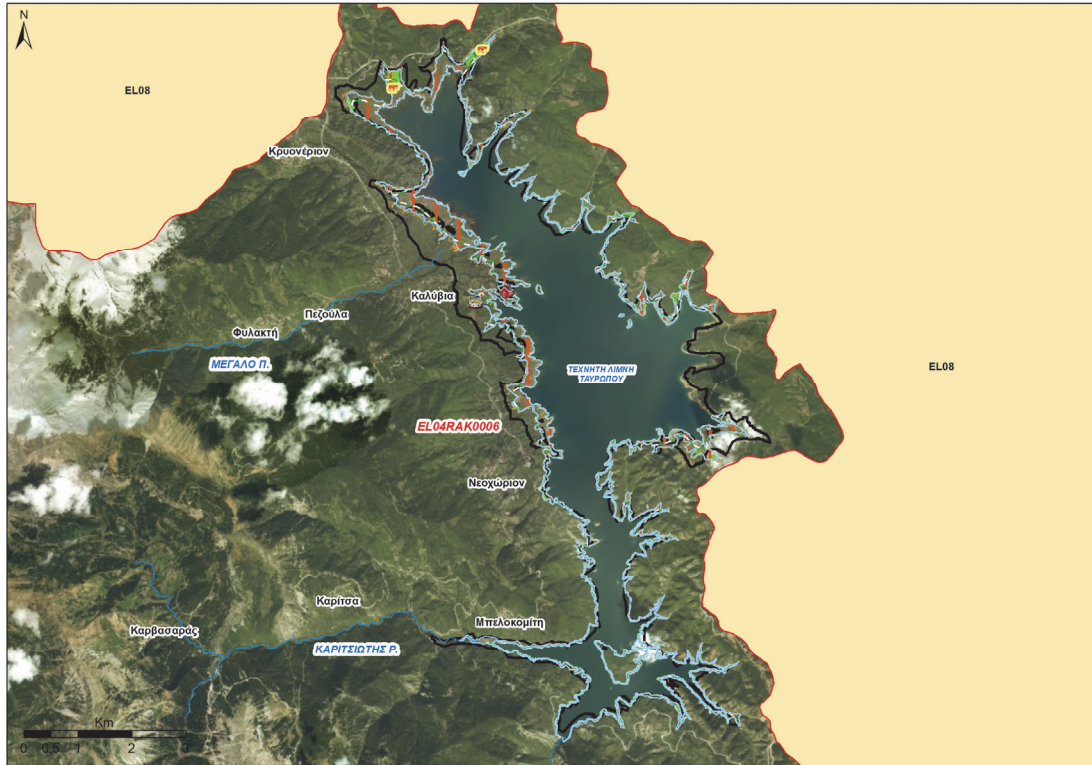 N
EL08
Κρυονέριον
Καλύβια
Πεζούλα
Φυλακτή
ΜΕΓΑΛΟ Π.
ΤΕΧΝΗΤΗ ΛΙΜΝΗ
ΤΑΥΡΩΠΟΥ
EL08
EL04RAK0006
Νεοχώριον
Καρίτσα
Μπελοκομίτη
Καρβασαράς
ΚΑΡΙΤΣΙΩΤΗΣ Ρ.
Km
0 0,5 1 2 3